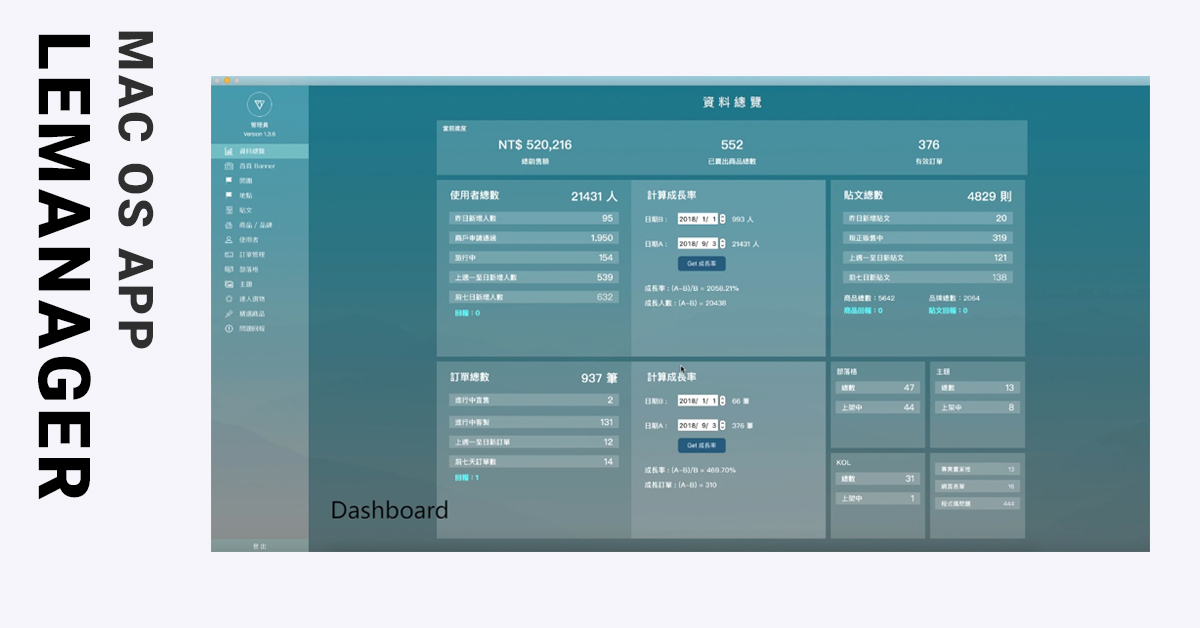 LEMANAGER
MAC OS APP
管理員
Version 1.3.6
資料總覽
首頁 Banner
地點
貼文
商品 / 品牌
使用者
訂單管理
部落格
主題
達人選物
精選商品
問題回報
登出
資料總覽
當前進度
NT$ 520,216
總銷售額
552
已賣出商品總數
376
有效訂單
使用者總數 21431 人
昨日新增人數 95
商戶申請通過 1,950
旅行中 154
上週一至日新增人數 539
前七日新增人數 632
回報：0
計算成長率
日期B： 2018/ 1/ 1 993 人
日期A： 2018/ 9/ 3 21431 人
Get 成長率
成長率：(A-B)/B = 2058.21%
成長人數：(A-B) = 20438
貼文總數 4829 則
昨日新增貼文 20
現正販售中 319
上週一至日新貼文 121
前七日新貼文 138
商品總數：5642 品牌總數：2064
商品回報：0 貼文回報：0
訂單總數 937 筆
進行中直售 2
進行中客製 131
上週一至日新訂單 12
前七天訂單數 14
回報：1
計算成長率
日期B： 2018/ 1/ 1 66 筆
日期A： 2018/ 9/ 3 376 筆
Get 成長率
成長率：(A-B)/B = 469.70%
成長訂單：(A-B) = 310
部落格
總數 47
上架中 44
主題
總數 13
上架中 8
KOL
總數 31
上架中 1
專業賣家榜 13
網頁表單 16
程式碼問題 444
Dashboard